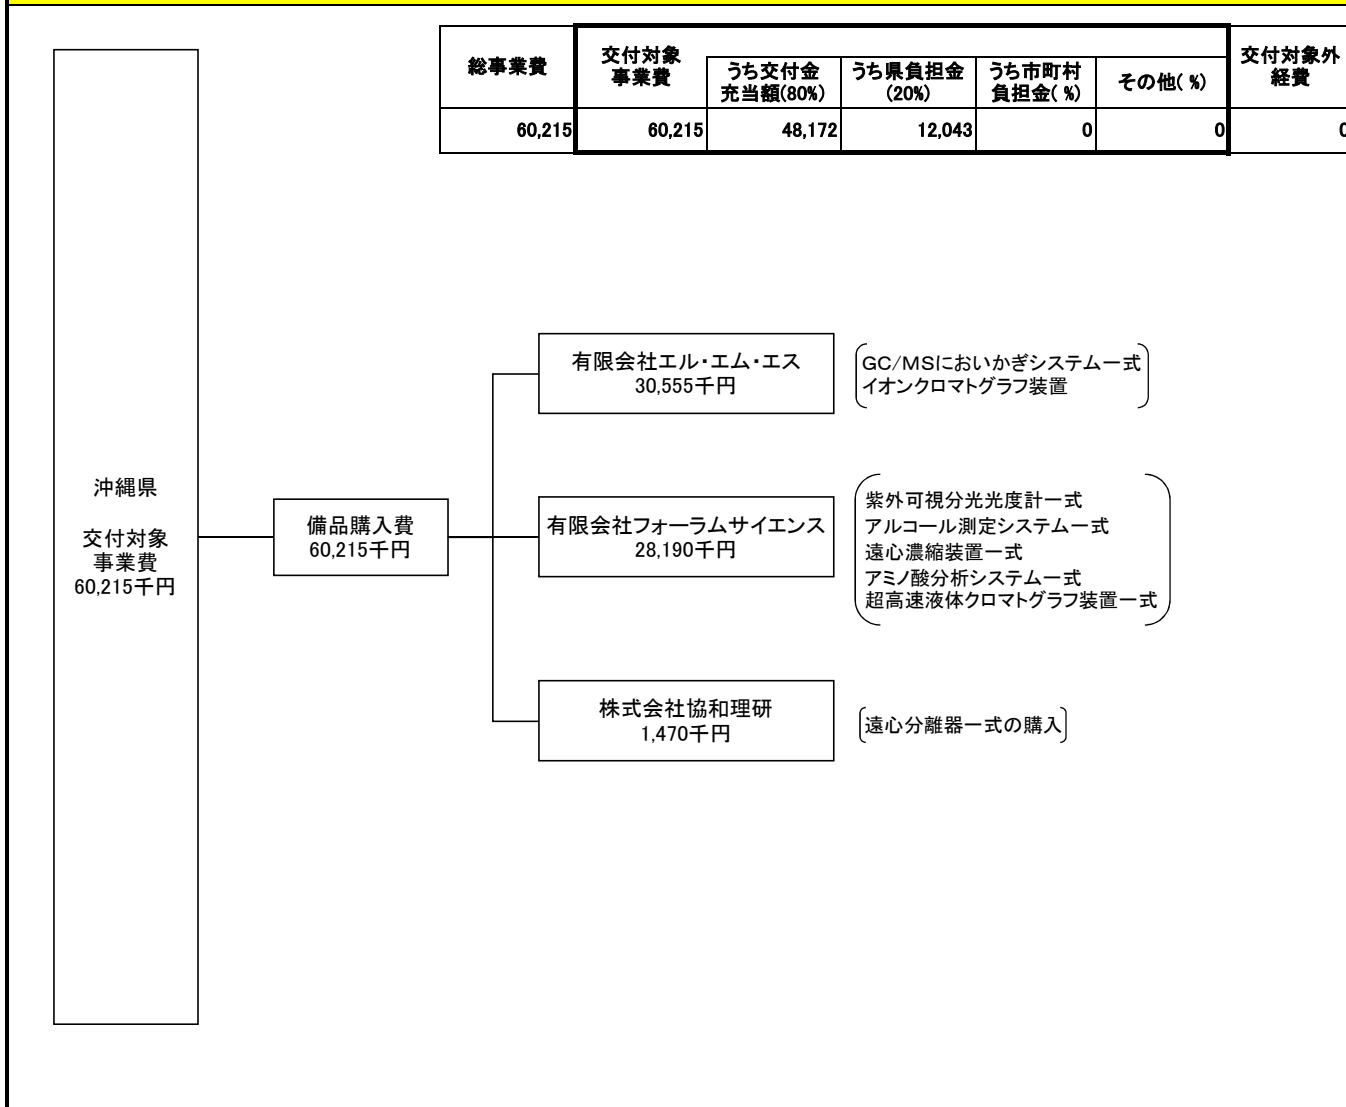 総事業費
交付対象
事業費
うち交付金
充当額(80%)
うち県負担金
(20%)
うち市町村
負担金( %)
その他( %)
交付対象外
経費
60,215 60,215 48,172 12,043 0 0 0
有限会社エル・エム・エス
30,555千円
GC/MSにおいかぎシステム一式
イオンクロマトグラフ装置
沖縄県
交付対象
事業費
60,215千円
備品購入費
60,215千円
有限会社フォーラムサイエンス
28,190千円
紫外可視分光光度計一式
アルコール測定システム一式
遠心濃縮装置一式
アミノ酸分析システム一式
超高速液体クロマトグラフ装置一式
株式会社協和理研
1,470千円
遠心分離器一式の購入